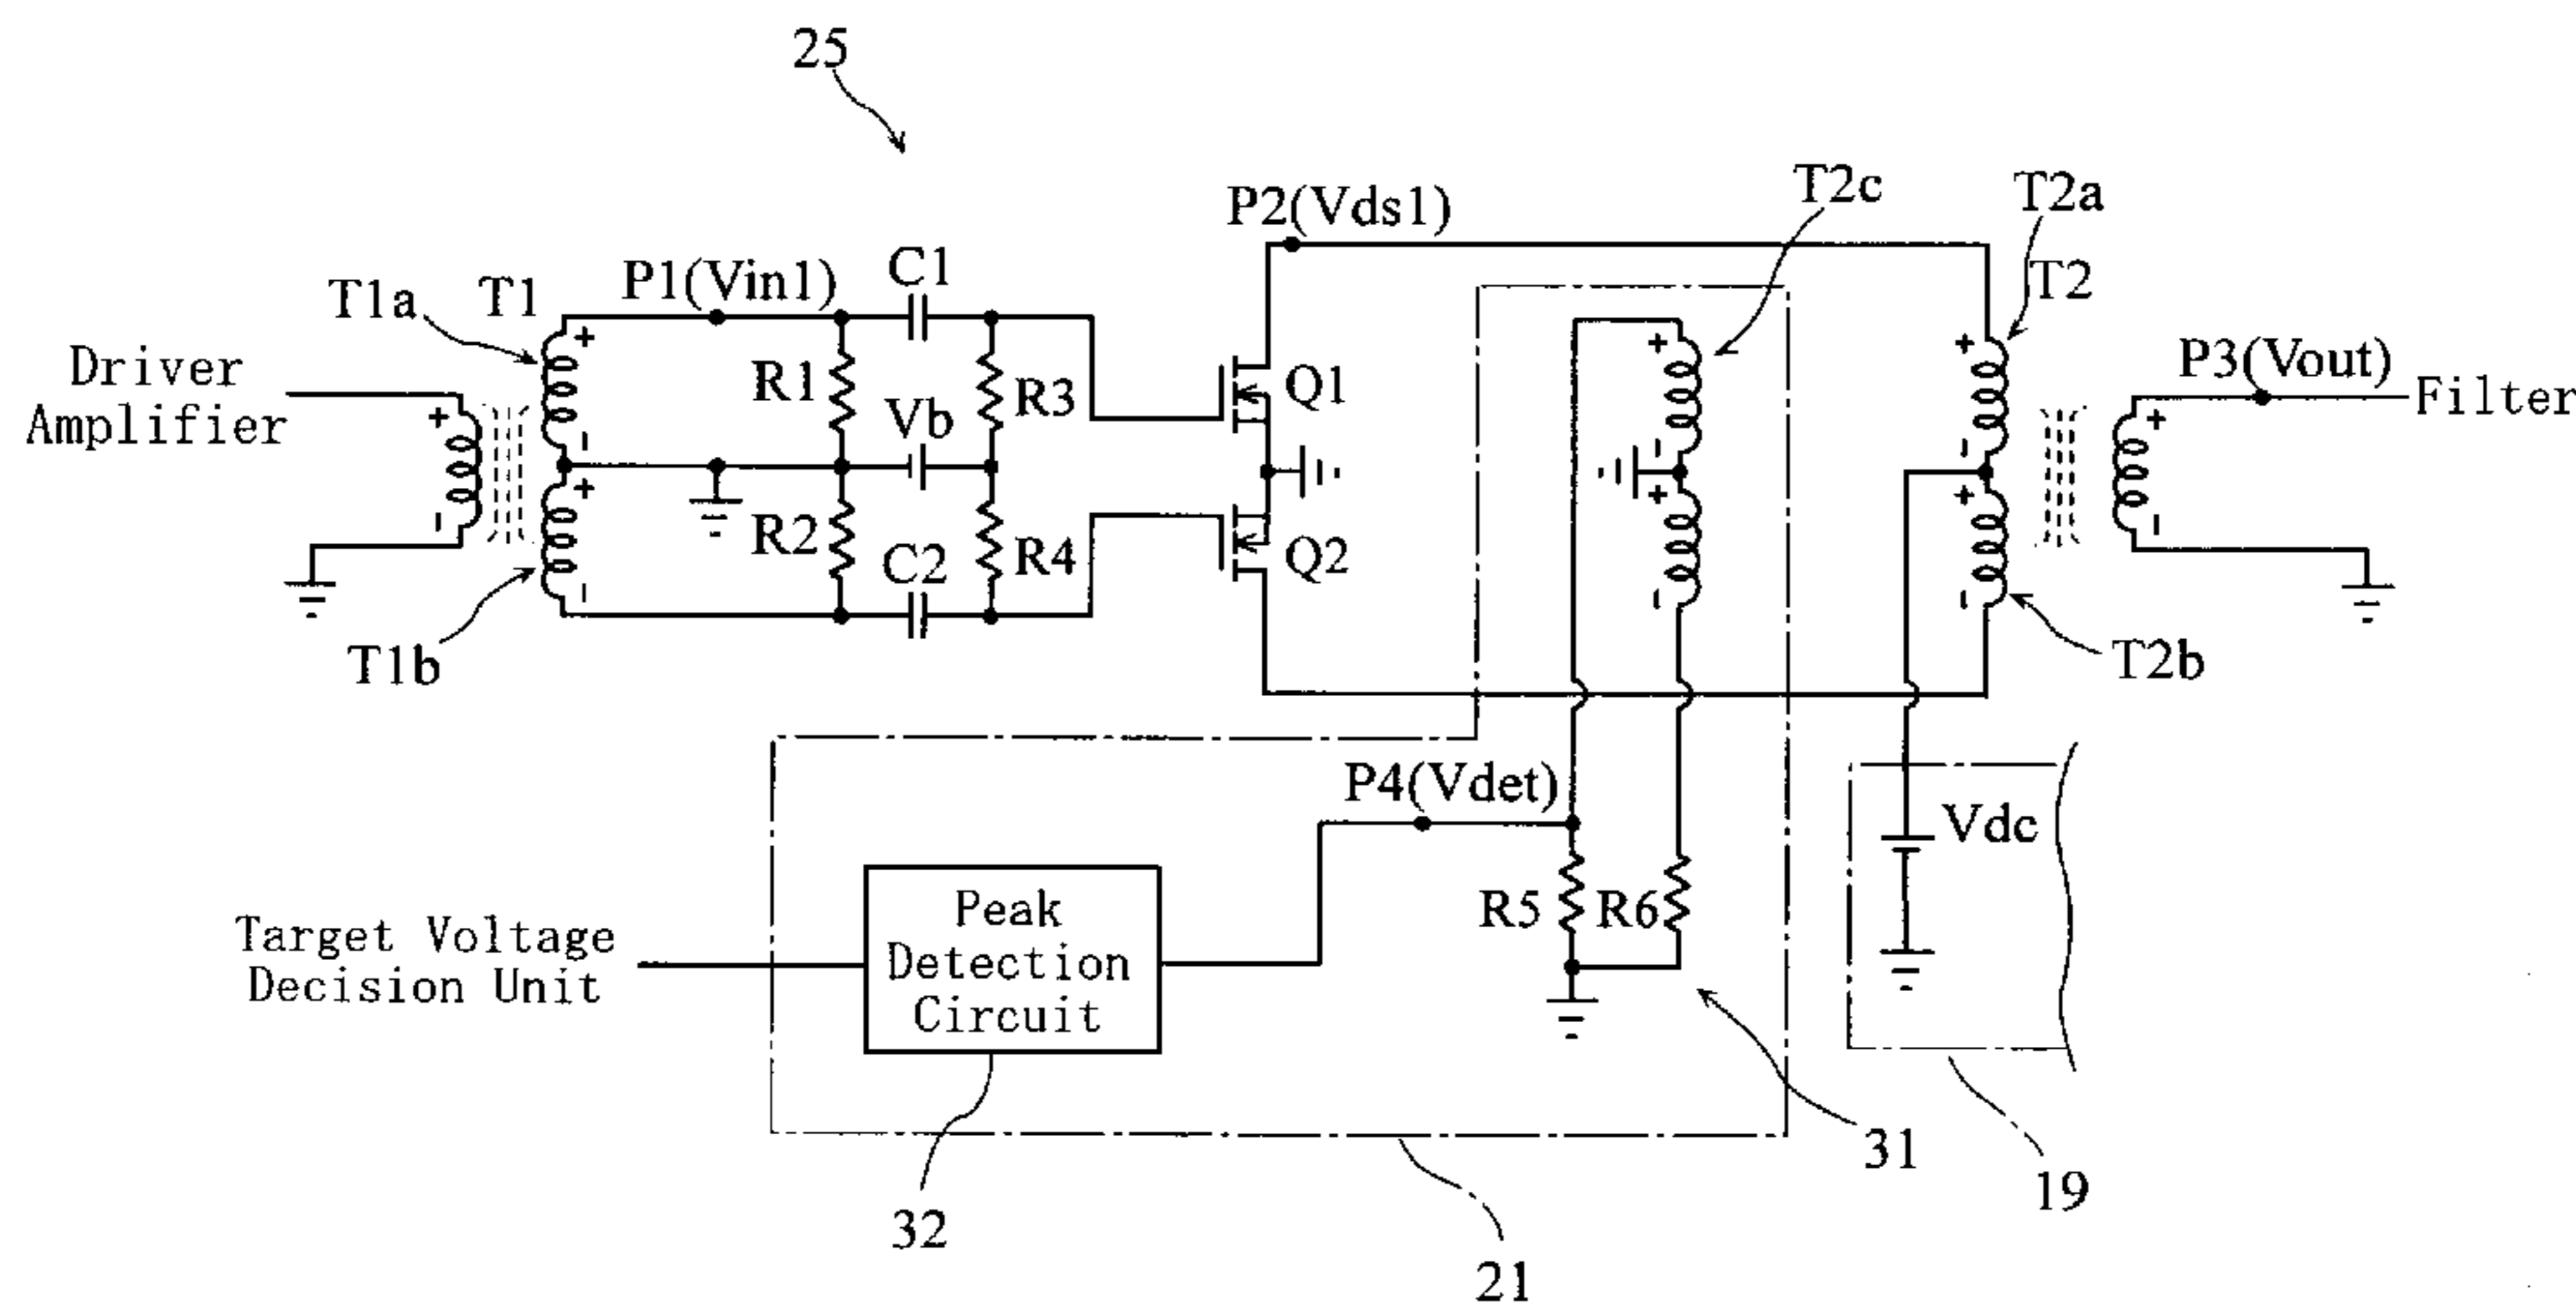 25
P2(Vds1)
T2c
T2a
T2
T1a
T1
P1(Vin1)
C1
Driver
Amplifier
+
-
+
-
+
-
R1
R3
Vb
R2
R4
C2
T1b
Q1
Q2
+
-
+
-
+
-
+
-
P3(Vout)
Filter
+
-
T2b
P4(Vdet)
Vdc
R5
R6
Target Voltage
Decision Unit
Peak
Detection
Circuit
32
21
31
19